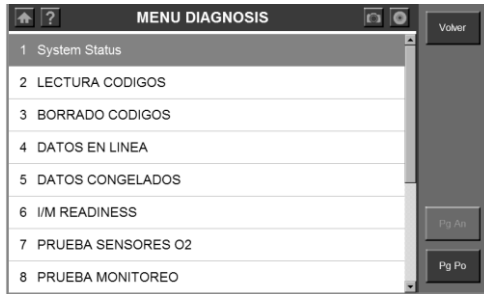 MENU DIAGNOSIS
Volver
1 System Status
2 LECTURA CODIGOS
3 BORRADO CODIGOS
4 DATOS EN LINEA
5 DATOS CONGELADOS
6 I/M READINESS
7 PRUEBA SENSORES O2
8 PRUEBA MONITOREO
Pg An
Pg Po